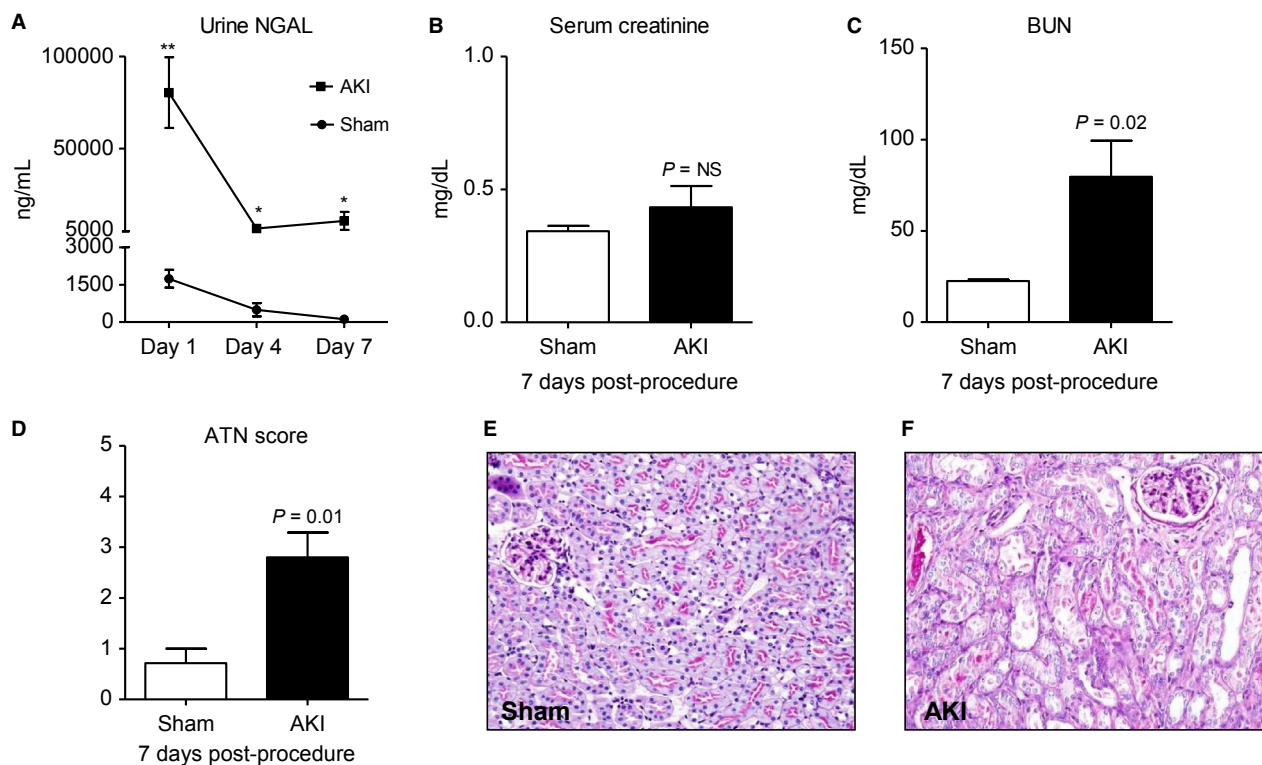 A
Urine NGAL
**
100000
50000
5000
3000
1500
0
ng/mL
AKI
Sham
*
*
Day 1 Day 4 Day 7
B
Serum creatinine
1.0
0.5
0.0
mg/dL
P = NS
Sham AKI
7 days post-procedure
C
BUN
150
100
50
0
mg/dL
P = 0.02
Sham AKI
7 days post-procedure
D
ATN score
5
4
3
2
1
0
P = 0.01
Sham AKI
7 days post-procedure
E
Sham
F
AKI